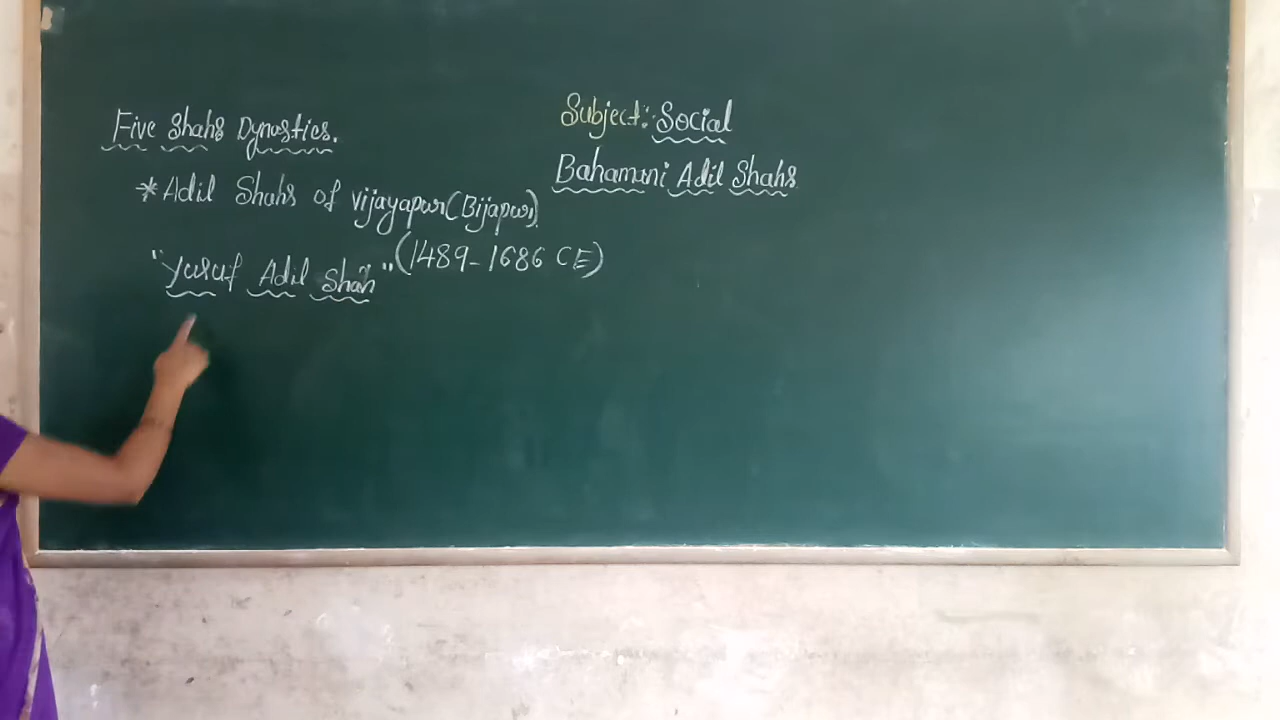 Subject: Social
Bahamani Adil Shahs
Five Shahs Dynasties.
*Adil Shahs of vijayapur(Bijapur)
(1489-1686 CE)
"Yusuf Adil Shah"